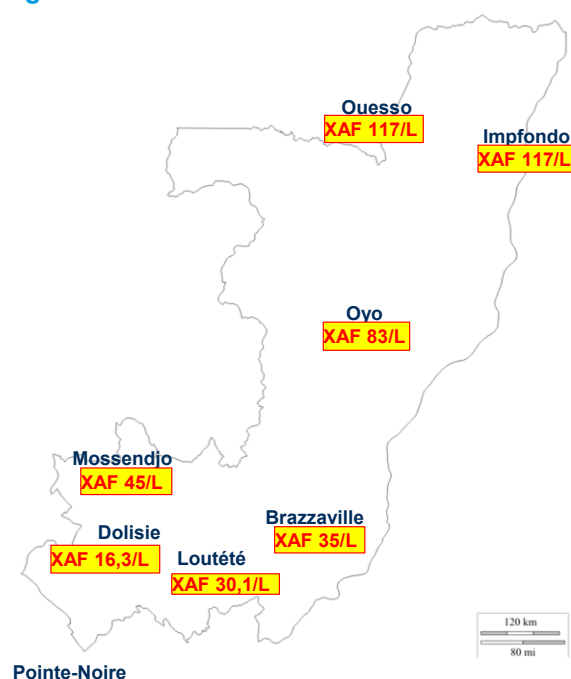 Ouesso
XAF 117/L
Impfondo
XAF 117/L
Oyo
XAF 83/L
Mossendjo
XAF 45/L
Brazzaville
XAF 35/L
Dolisie
XAF 16,3/L
Loutété
XAF 30,1/L
120 km
80 mi
Pointe-Noire